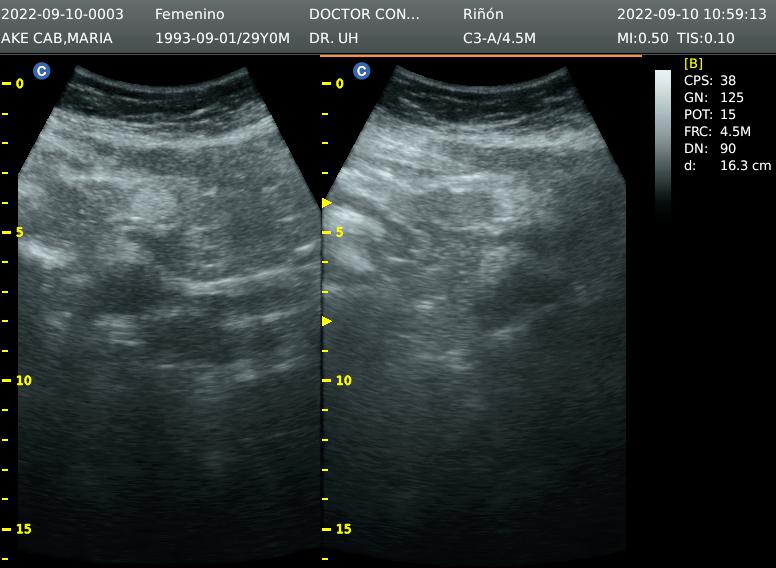 2022-09-10-0003 Femenino DOCTOR CON... Riñón 2022-09-10 10:59:13
AKE CAB,MARIA 1993-09-01/29Y0M DR. UH C3-A/4.5M MI:0.50 TIS:0.10
C
C
[B]
CPS: 38
GN: 125
POT: 15
FRC: 4.5M
DN: 90
d: 16.3 cm
0 0
5 5
10 10
15 15